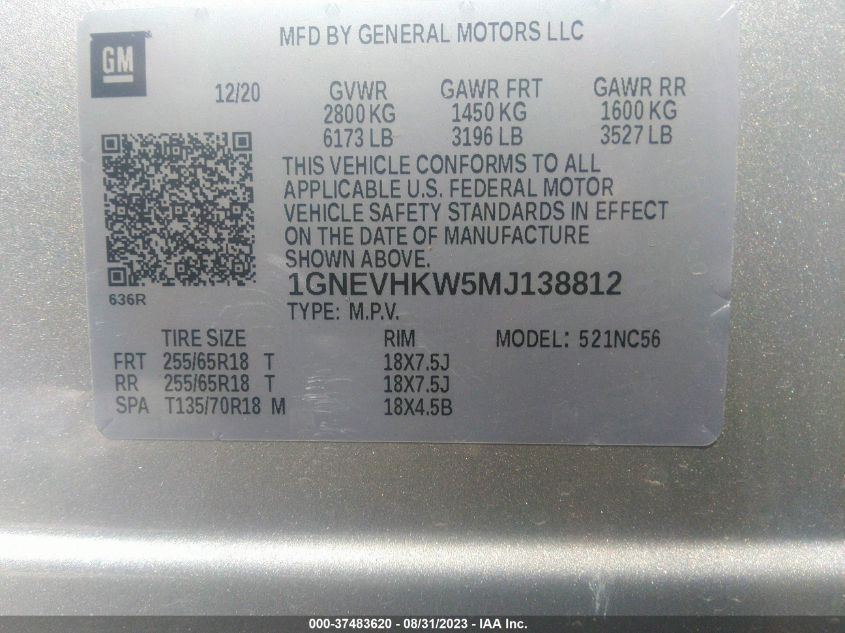 GM
MFD BY GENERAL MOTORS LLC
12/20 GVWR GAWR FRT GAWR RR
2800 KG 1450 KG 1600 KG
6173 LB 3196 LB 3527 LB
THIS VEHICLE CONFORMS TO ALL
APPLICABLE U.S. FEDERAL MOTOR
VEHICLE SAFETY STANDARDS IN EFFECT
ON THE DATE OF MANUFACTURE
SHOWN ABOVE.
636R
1GNEVHKW5MJ138812
TYPE: M.P.V.
TIRE SIZE RIM MODEL: 521NC56
FRT 255/65R18 T 18X7.5J
RR 255/65R18 T 18X7.5J
SPA T135/70R18 M 18X4.5B
000-37483620 - 08/31/2023 - IAA Inc.